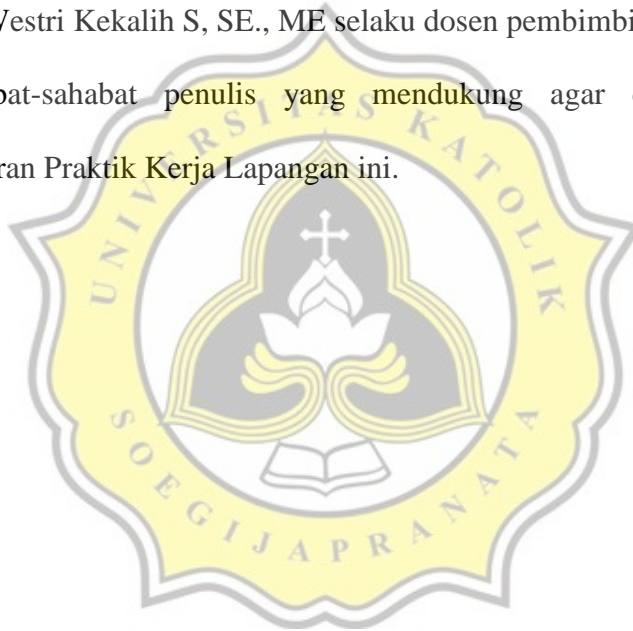 Vestri Kekalih S, SE., ME selaku dosen
bat-sahabat penulis yang mendukung agar
ran Praktik Kerja Lapangan ini.
UNIVERSITAS KATOLIK
SOEGIJAPRANATA